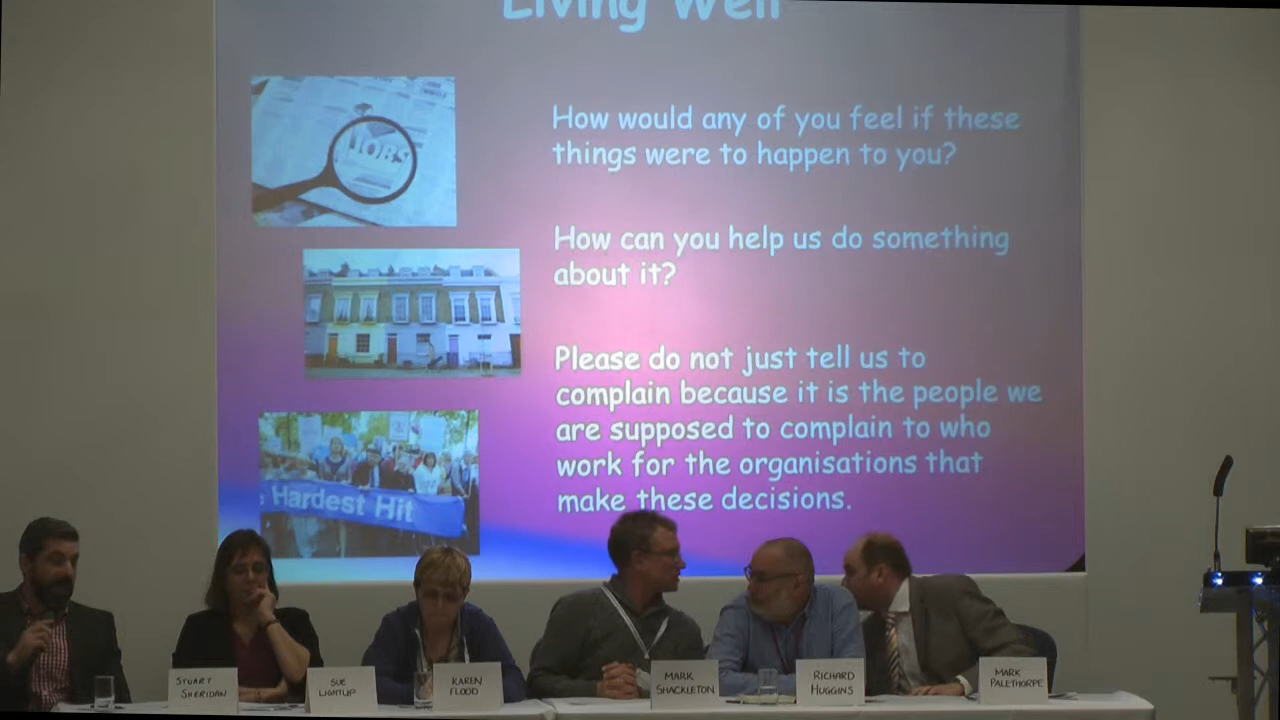 Living Well
How would any of you feel if these
things were to happen to you?
How can you help us do something
about it?
Please do not just tell us to
complain because it is the people we
are supposed to complain to who
work for the organisations that
make these decisions.
JOBS
Hardest Hit
STUART
SHERIDAN
SUE
LIGHTUP
KAREN
FLOOD
MARK
SHACKLETON
RICHARD
HUGGINS
MARK
PALETHORPE